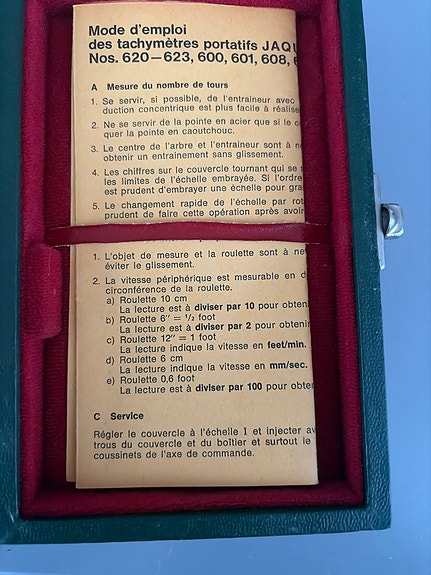 Mode d'emploi
des tachymètres portatifs JAQU
Nos. 620—623, 600, 601, 608,
A Mesure du nombre de tours
1. Se servir, si possible, de l'entraineur avec
duction concentrique est plus facile à réalise
2. Ne se servir de la pointe en acier que si le c
quer la pointe en caoutchouc.
3. Le centre de l'arbre et l'entraineur sont à n
obtenir un entrainement sans glissement.
4. Les chiffres sur le couvercle tournant qui se
les limites de l'échelle embrayée. Si l'ordre
est prudent d'embrayer une échelle pour gra
5. Le changement rapide de l'échelle par rot
prudent de faire cette opération après avoir
1. L'objet de mesure et la roulette sont à ne
éviter le glissement.
2. La vitesse périphérique est mesurable en d
circonférence de la roulette.
a) Roulette 10 cm
La lecture est à diviser par 10 pour obten
b) Roulette 6″ = ½ foot
La lecture est à diviser par 2 pour obtenir
c) Roulette 12″ = 1 foot
La lecture indique la vitesse en feet/min.
d) Roulette 6 cm
La lecture indique la vitesse en mm/sec.
e) Roulette 0,6 foot
La lecture est à diviser par 100 pour obter
C Service
Régler le couvercle à l'échelle I et injecter av
trous du couvercle et du boîtier et surtout le
coussinets de l'axe de commande.